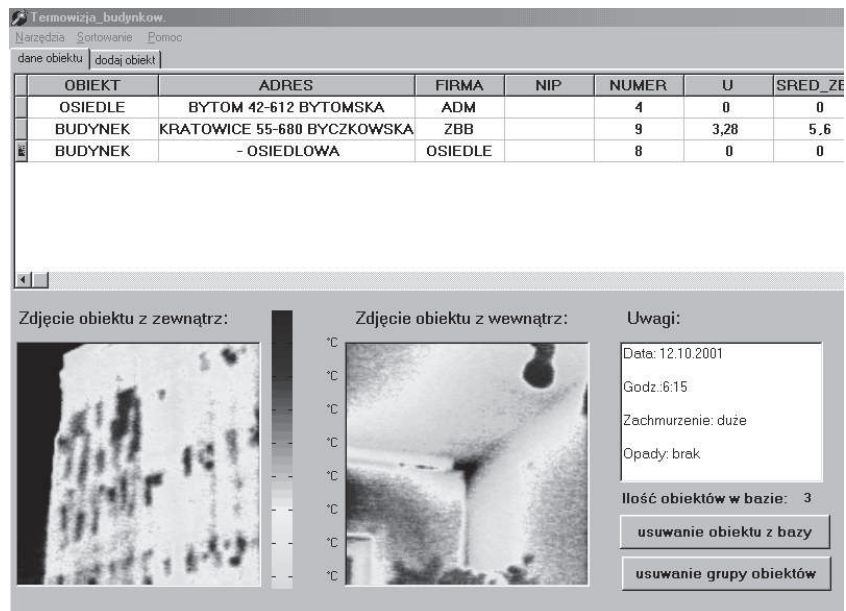 Termowizja_budynkow.
Narzędzia Sortowanie Pomoc
dane obiektu dodaj obiekt
OBIEKT ADRES FIRMA NIP NUMER U SRED_ZE
OSIEDLE BYTOM 42-612 BYTOMSKA ADM 4 0 0
BUDYNEK KRATOWICE 55-680 BYCZKOWSKA ZBB 9 3,28 5,6
BUDYNEK - OSIEDLOWA OSIEDLE 8 0 0
Zdjęcie obiektu z zewnątrz: Zdjęcie obiektu z wewnątrz: Uwagi:
°C
°C
°C
°C
°C
°C
°C
°C
Data: 12.10.2001
Godz.:6:15
Zachmurzenie: duże
Opady: brak
Ilość obiektów w bazie: 3
usuwanie obiektu z bazy
usuwanie grupy obiektów